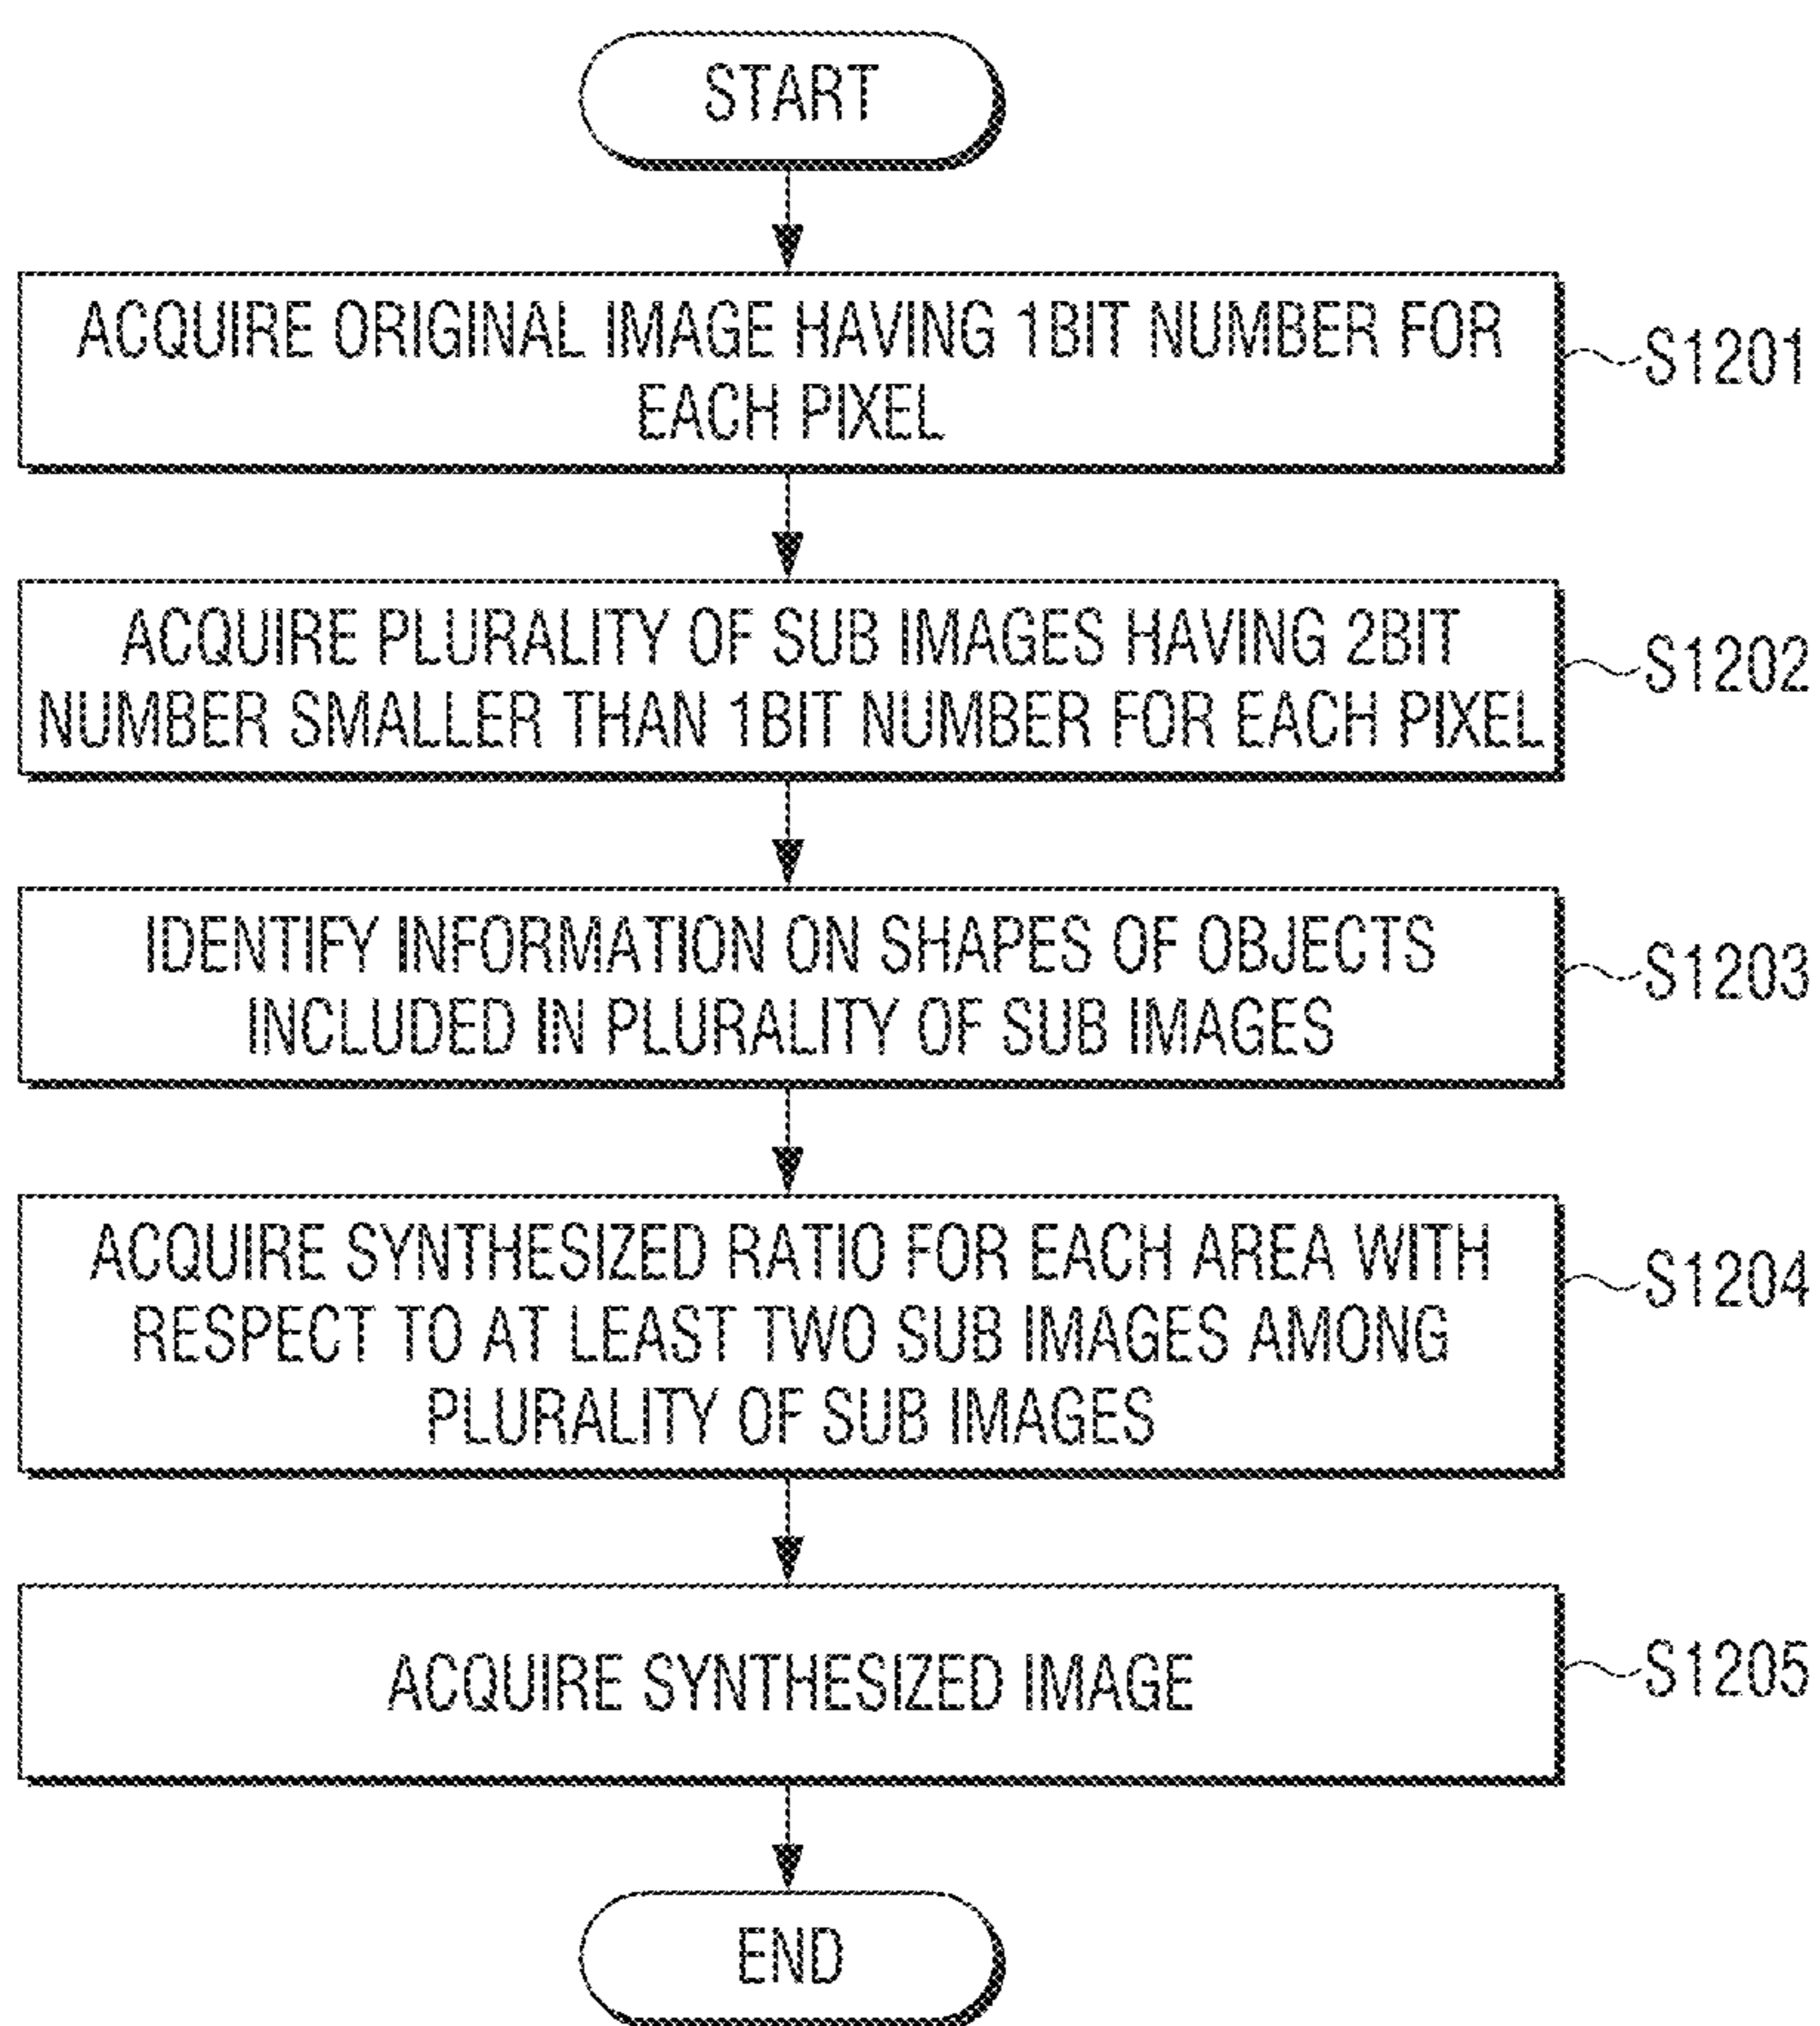 START
ACQUIRE ORIGINAL IMAGE HAVING 1BIT NUMBER FOR
EACH PIXEL
S1201
ACQUIRE PLURALITY OF SUB IMAGES HAVING 2BIT
NUMBER SMALLER THAN 1BIT NUMBER FOR EACH PIXEL
S1202
IDENTIFY INFORMATION ON SHAPES OF OBJECTS
INCLUDED IN PLURALITY OF SUB IMAGES
S1203
ACQUIRE SYNTHESIZED RATIO FOR EACH AREA WITH
RESPECT TO AT LEAST TWO SUB IMAGES AMONG
PLURALITY OF SUB IMAGES
S1204
ACQUIRE SYNTHESIZED IMAGE
S1205
END